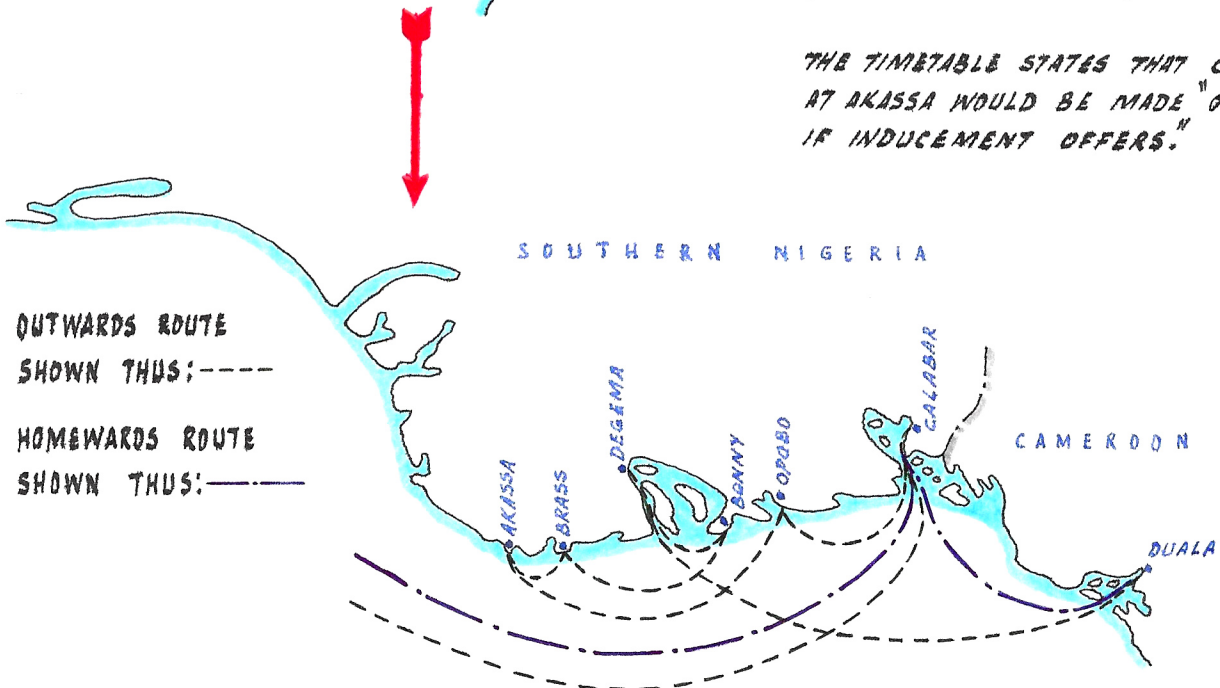 THE TIMETABLE STATES THAT
AT AKASSA WOULD BE MADE "
IF INDUCEMENT OFFERS."
SOUTHERN NIGERIA
OUTWARDS ROUTE
SHOWN THUS:----
HOMEWARDS ROUTE
SHOWN THUS:—·—
CALABAR
DEGEMA
CAMEROON
AKASSA
BRASS
BONNY
OPOBO
DUALA